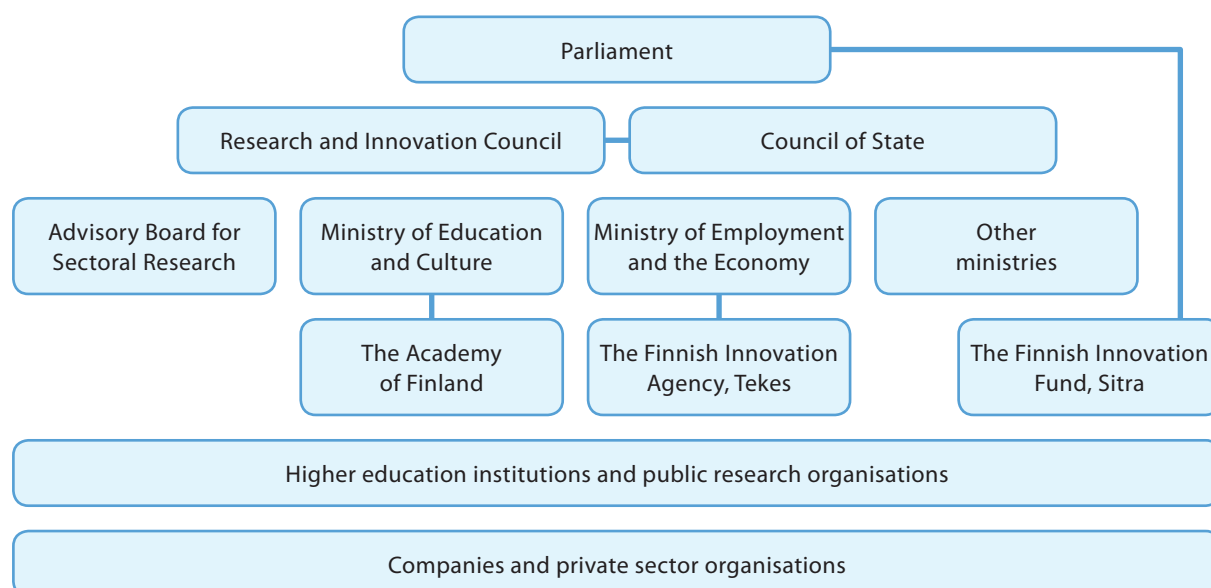 Parliament
Research and Innovation Council
Council of State
Advisory Board for
Sectoral Research
Ministry of Education
and Culture
Ministry of Employment
and the Economy
Other
ministries
The Academy
of Finland
The Finnish Innovation
Agency, Tekes
The Finnish Innovation
Fund, Sitra
Higher education institutions and public research organisations
Companies and private sector organisations